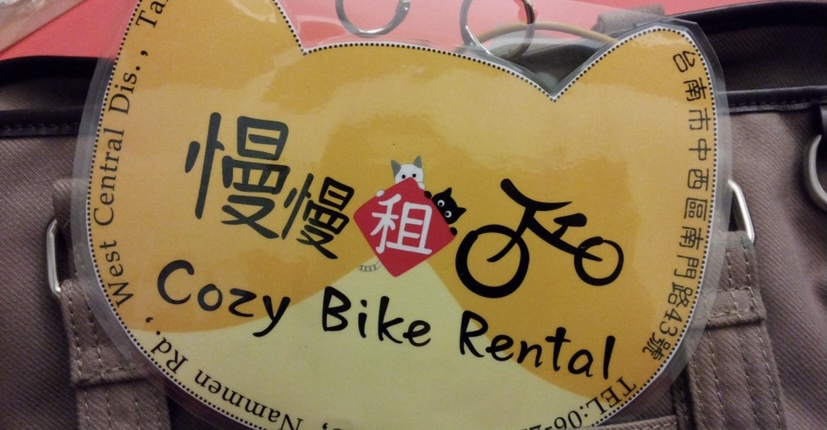 慢慢租
Cozy Bike Rental
台南市中西區南門路43號
TEL:06-2
Nammen Rd., West Central Dis., Ta